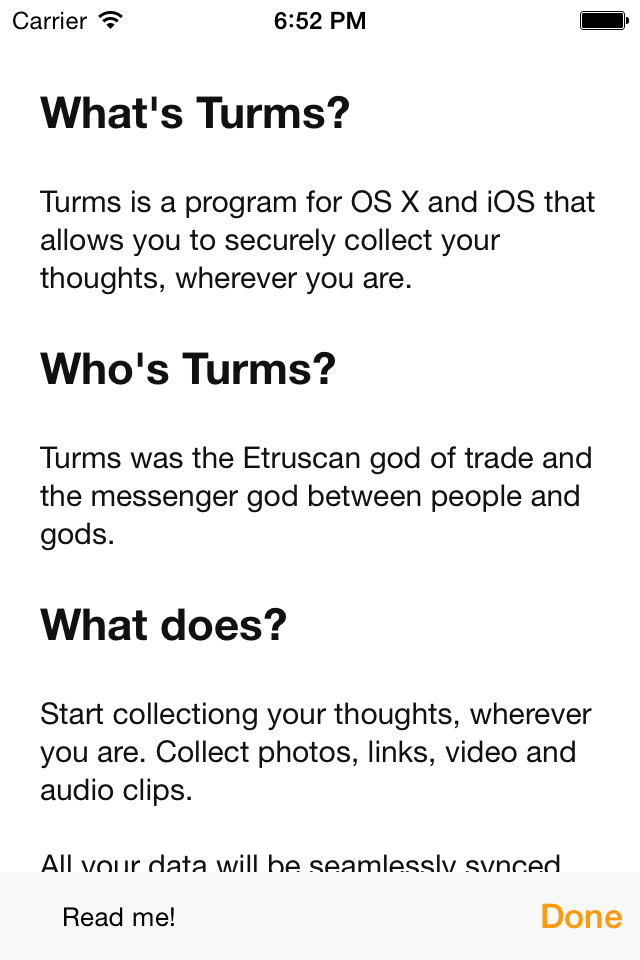 Carrier 6:52 PM
What's Turms?
Turms is a program for OS X and iOS that
allows you to securely collect your
thoughts, wherever you are.
Who's Turms?
Turms was the Etruscan god of trade and
the messenger god between people and
gods.
What does?
Start collectiong your thoughts, wherever
you are. Collect photos, links, video and
audio clips.
All your data will be seamlessly synced
Read me! Done